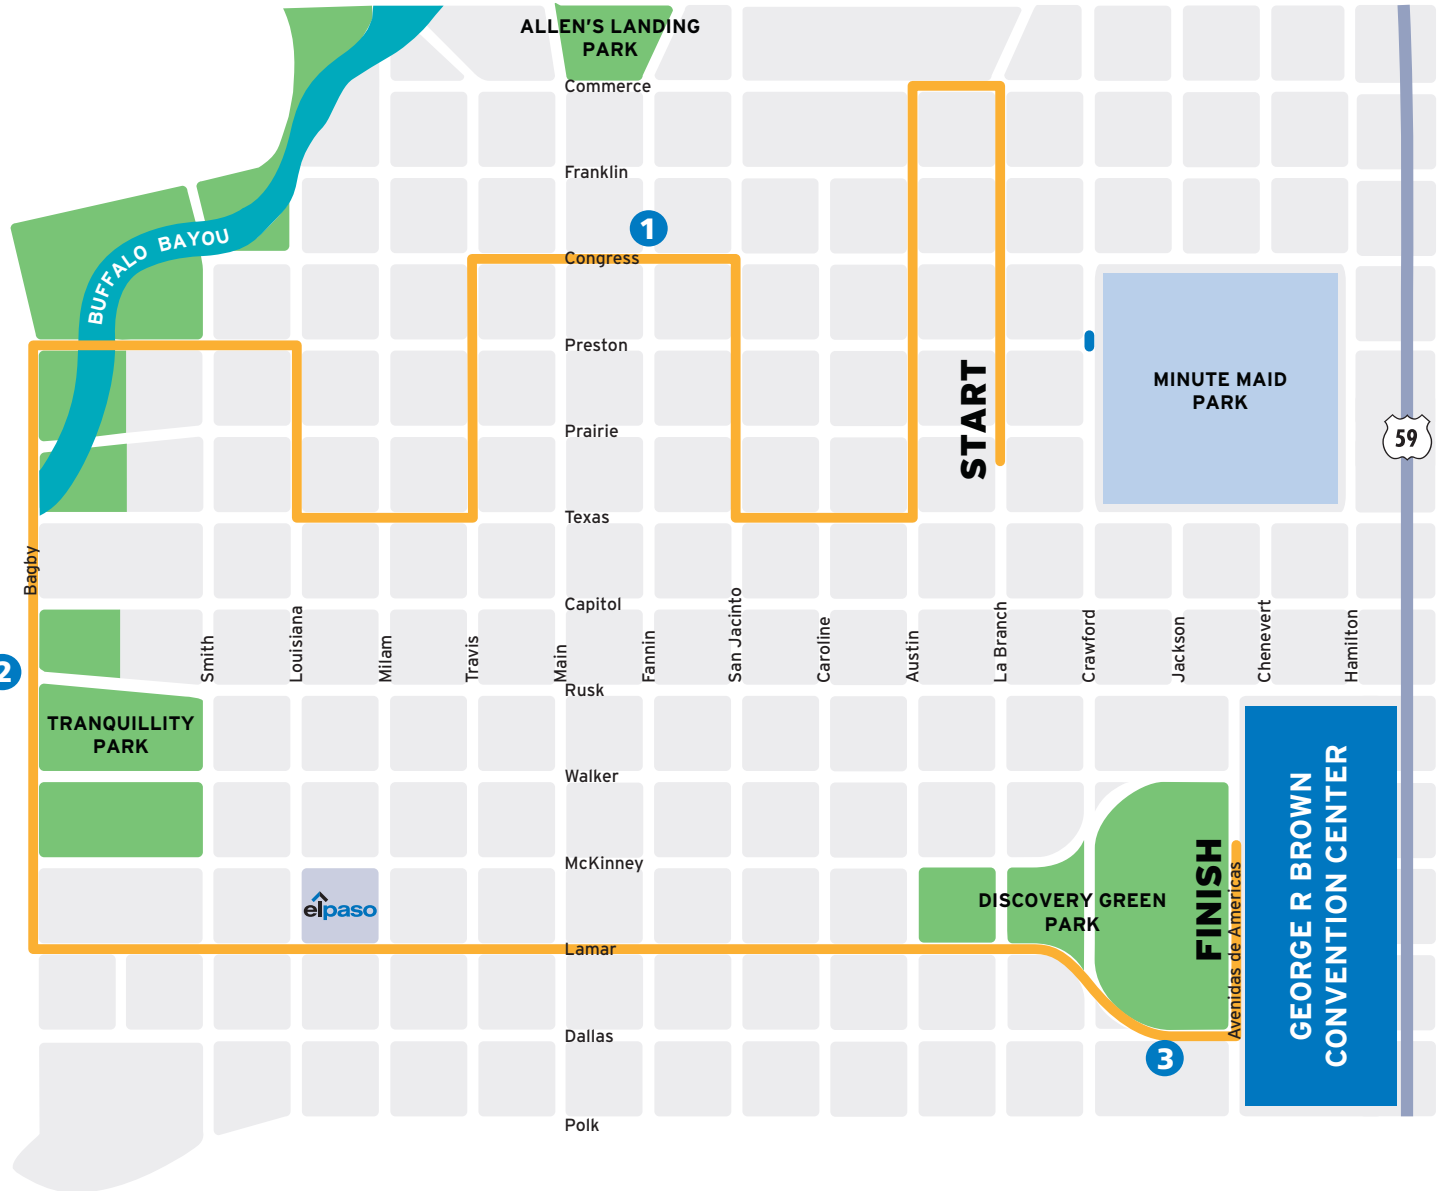 ALLEN'S LANDING
PARK
Commerce
Franklin
1
BUFFALO BAYOU
Congress
Preston
START
MINUTE MAID
PARK
Prairie
59
Texas
Bagby
Capitol
Smith
Louisiana
Milam
Travis
Main
Fannin
San Jacinto
Caroline
Austin
La Branch
Crawford
Jackson
Chenevert
Hamilton
2
Rusk
TRANQUILLITY
PARK
Walker
McKinney
elpaso
DISCOVERY GREEN
PARK
FINISH
Avenidas de Americas
GEORGE R BROWN
CONVENTION CENTER
Lamar
Dallas
3
Polk